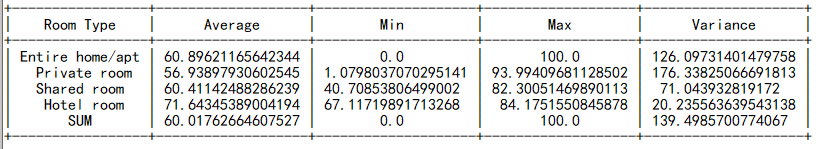 Room Type | Average | Min | Max | Variance
Entire home/apt | 60.89621165642344 | 0.0 | 100.0 | 126.09731401479758
Private room | 56.93897930602545 | 1.0798037070295141 | 93.99409681128502 | 176.33825066691813
Shared room | 60.41142488286239 | 40.70853806499002 | 82.30051469890113 | 71.043932819172
Hotel room | 71.64345389004194 | 67.11719891713268 | 84.1751550845878 | 20.235563639543138
SUM | 60.01762664607527 | 0.0 | 100.0 | 139.4985700774067